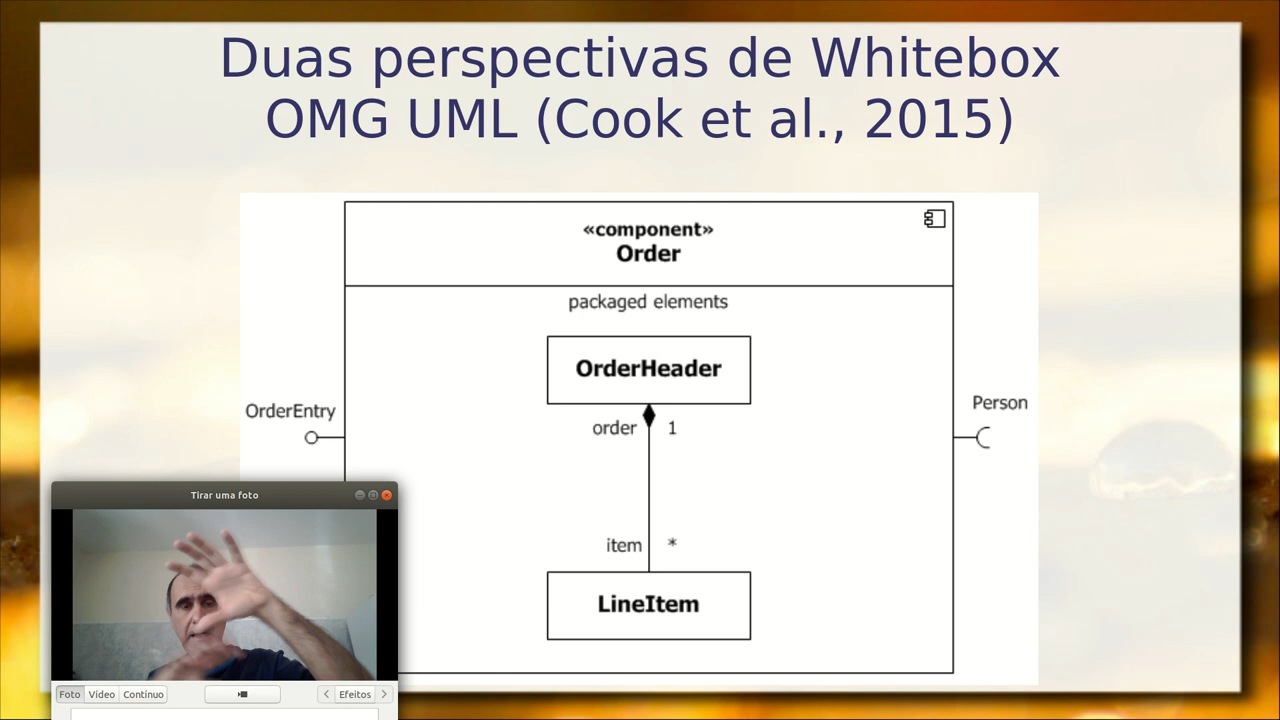 Duas perspectivas de Whitebox
OMG UML (Cook et al., 2015)
«component»
Order
packaged elements
OrderHeader
OrderEntry
Person
order 1
item *
LineItem
Tirar uma foto
Foto Vídeo Contínuo Efeitos